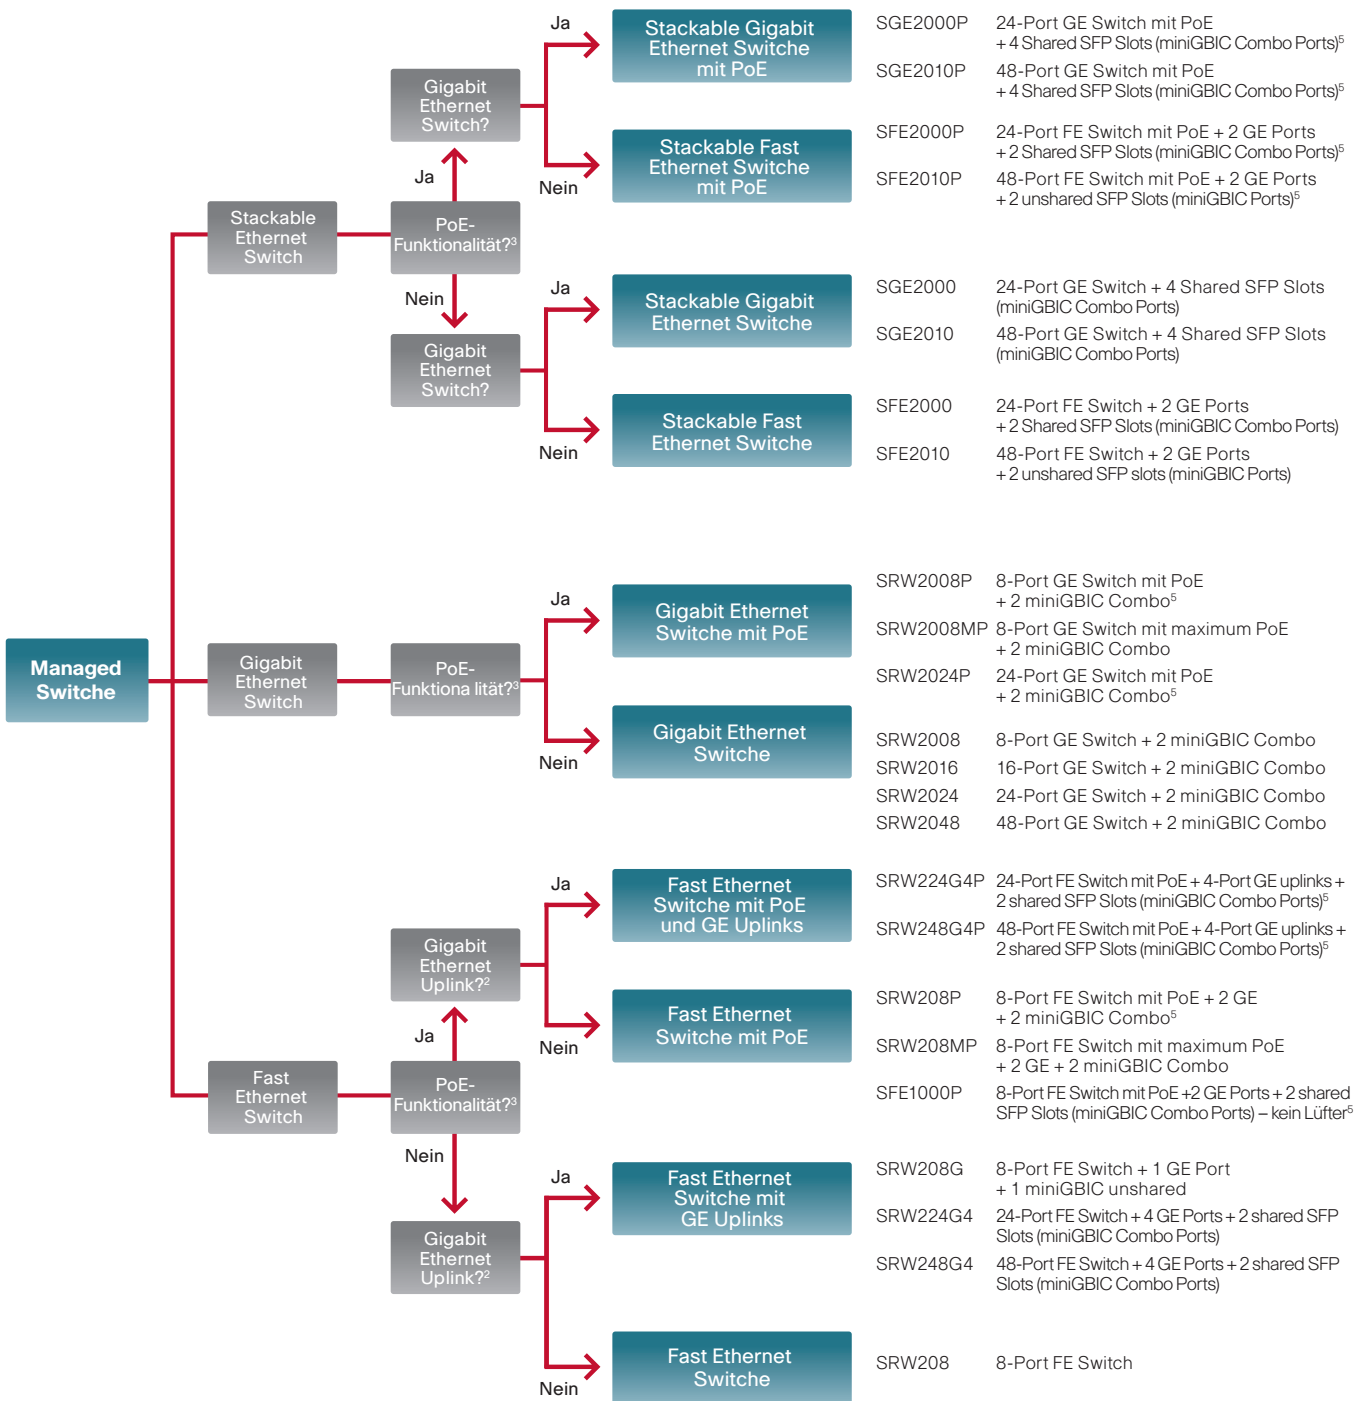 Managed
Switche
Stackable
Ethernet
Switch
PoE-
Funktionalität?³
Ja
Gigabit
Ethernet
Switch?
Ja
Stackable Gigabit
Ethernet Switche
mit PoE
SGE2000P 24-Port GE Switch mit PoE
+ 4 Shared SFP Slots (miniGBIC Combo Ports)⁵
SGE2010P 48-Port GE Switch mit PoE
+ 4 Shared SFP Slots (miniGBIC Combo Ports)⁵
Nein
Stackable Fast
Ethernet Switche
mit PoE
SFE2000P 24-Port FE Switch mit PoE + 2 GE Ports
+ 2 Shared SFP Slots (miniGBIC Combo Ports)⁵
SFE2010P 48-Port FE Switch mit PoE + 2 GE Ports
+ 2 unshared SFP Slots (miniGBIC Ports)⁵
Nein
Gigabit
Ethernet
Switch?
Ja
Stackable Gigabit
Ethernet Switche
SGE2000 24-Port GE Switch + 4 Shared SFP Slots
(miniGBIC Combo Ports)
SGE2010 48-Port GE Switch + 4 Shared SFP Slots
(miniGBIC Combo Ports)
Nein
Stackable Fast
Ethernet Switche
SFE2000 24-Port FE Switch + 2 GE Ports
+ 2 Shared SFP Slots (miniGBIC Combo Ports)
SFE2010 48-Port FE Switch + 2 GE Ports
+ 2 unshared SFP slots (miniGBIC Ports)
Gigabit
Ethernet
Switch
PoE-
Funktiona lität?³
Ja
Gigabit Ethernet
Switche mit PoE
SRW2008P 8-Port GE Switch mit PoE
+ 2 miniGBIC Combo⁵
SRW2008MP 8-Port GE Switch mit maximum PoE
+ 2 miniGBIC Combo
SRW2024P 24-Port GE Switch mit PoE
+ 2 miniGBIC Combo⁵
Nein
Gigabit Ethernet
Switche
SRW2008 8-Port GE Switch + 2 miniGBIC Combo
SRW2016 16-Port GE Switch + 2 miniGBIC Combo
SRW2024 24-Port GE Switch + 2 miniGBIC Combo
SRW2048 48-Port GE Switch + 2 miniGBIC Combo
Fast
Ethernet
Switch
PoE-
Funktionalität?³
Ja
Gigabit
Ethernet
Uplink?²
Ja
Fast Ethernet
Switche mit PoE
und GE Uplinks
SRW224G4P 24-Port FE Switch mit PoE + 4-Port GE uplinks +
2 shared SFP Slots (miniGBIC Combo Ports)⁵
SRW248G4P 48-Port FE Switch mit PoE + 4-Port GE uplinks +
2 shared SFP Slots (miniGBIC Combo Ports)⁵
Nein
Fast Ethernet
Switche mit PoE
SRW208P 8-Port FE Switch mit PoE + 2 GE
+ 2 miniGBIC Combo⁵
SRW208MP 8-Port FE Switch mit maximum PoE
+ 2 GE + 2 miniGBIC Combo
SFE1000P 8-Port FE Switch mit PoE +2 GE Ports + 2 shared
SFP Slots (miniGBIC Combo Ports) – kein Lüfter⁵
Nein
Gigabit
Ethernet
Uplink?²
Ja
Fast Ethernet
Switche mit
GE Uplinks
SRW208G 8-Port FE Switch + 1 GE Port
+ 1 miniGBIC unshared
SRW224G4 24-Port FE Switch + 4 GE Ports + 2 shared SFP
Slots (miniGBIC Combo Ports)
SRW248G4 48-Port FE Switch + 4 GE Ports + 2 shared SFP
Slots (miniGBIC Combo Ports)
Nein
Fast Ethernet
Switche
SRW208 8-Port FE Switch